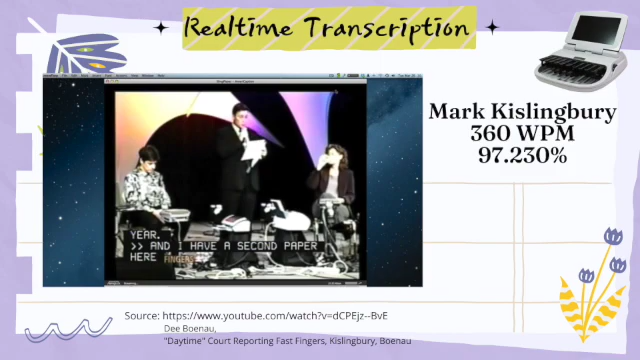 Realtime Transcription
Mark Kislingbury
360 WPM
97.230%
YEAR.
>> AND I HAVE A SECOND PAPER
HERE FINGERS
Source: https://www.youtube.com/watch?v=dCPEjz--BvE
Dee Boenau,
"Daytime" Court Reporting Fast Fingers, Kislingbury, Boenau